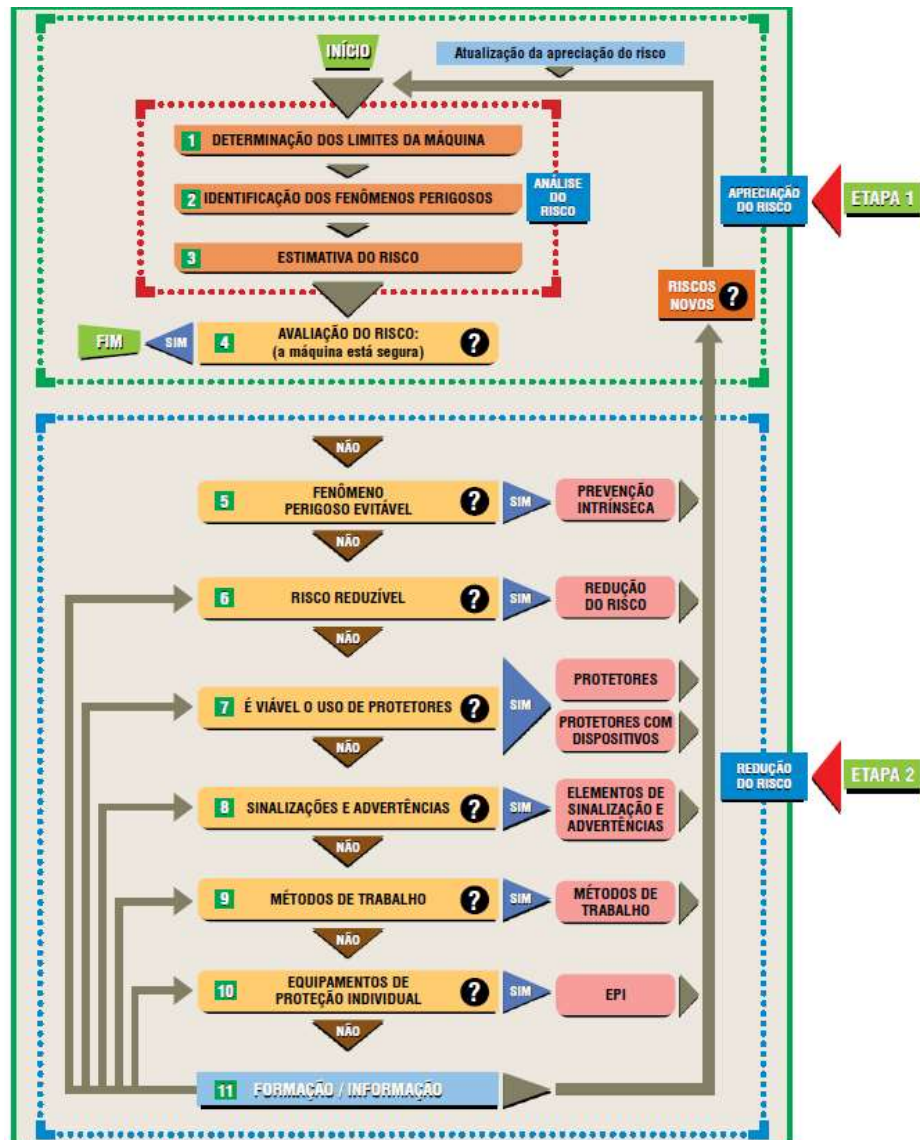 INÍCIO
Atualização da apreciação do risco
1 DETERMINAÇÃO DOS LIMITES DA MÁQUINA
2 IDENTIFICAÇÃO DOS FENÔMENOS PERIGOSOS
3 ESTIMATIVA DO RISCO
ANÁLISE
DO
RISCO
APRECIAÇÃO
DO RISCO
ETAPA 1
RISCOS
NOVOS ?
FIM
SIM
4 AVALIAÇÃO DO RISCO:
(a máquina está segura) ?
NÃO
5 FENÔMENO
PERIGOSO EVITÁVEL ?
SIM
PREVENÇÃO
INTRÍNSÉCA
NÃO
6 RISCO REDUZÍVEL ?
SIM
REDUÇÃO
DO RISCO
NÃO
7 É VIÁVEL O USO DE PROTETORES ?
SIM
PROTETORES
PROTETORES COM
DISPOSITIVOS
NÃO
REDUÇÃO
DO RISCO
ETAPA 2
8 SINALIZAÇÕES E ADVERTÊNCIAS ?
SIM
ELEMENTOS DE
SINALIZAÇÃO E
ADVERTÊNCIAS
NÃO
9 MÉTODOS DE TRABALHO ?
SIM
MÉTODOS DE
TRABALHO
NÃO
10 EQUIPAMENTOS DE
PROTEÇÃO INDIVIDUAL ?
SIM
EPI
NÃO
11 FORMAÇÃO / INFORMAÇÃO